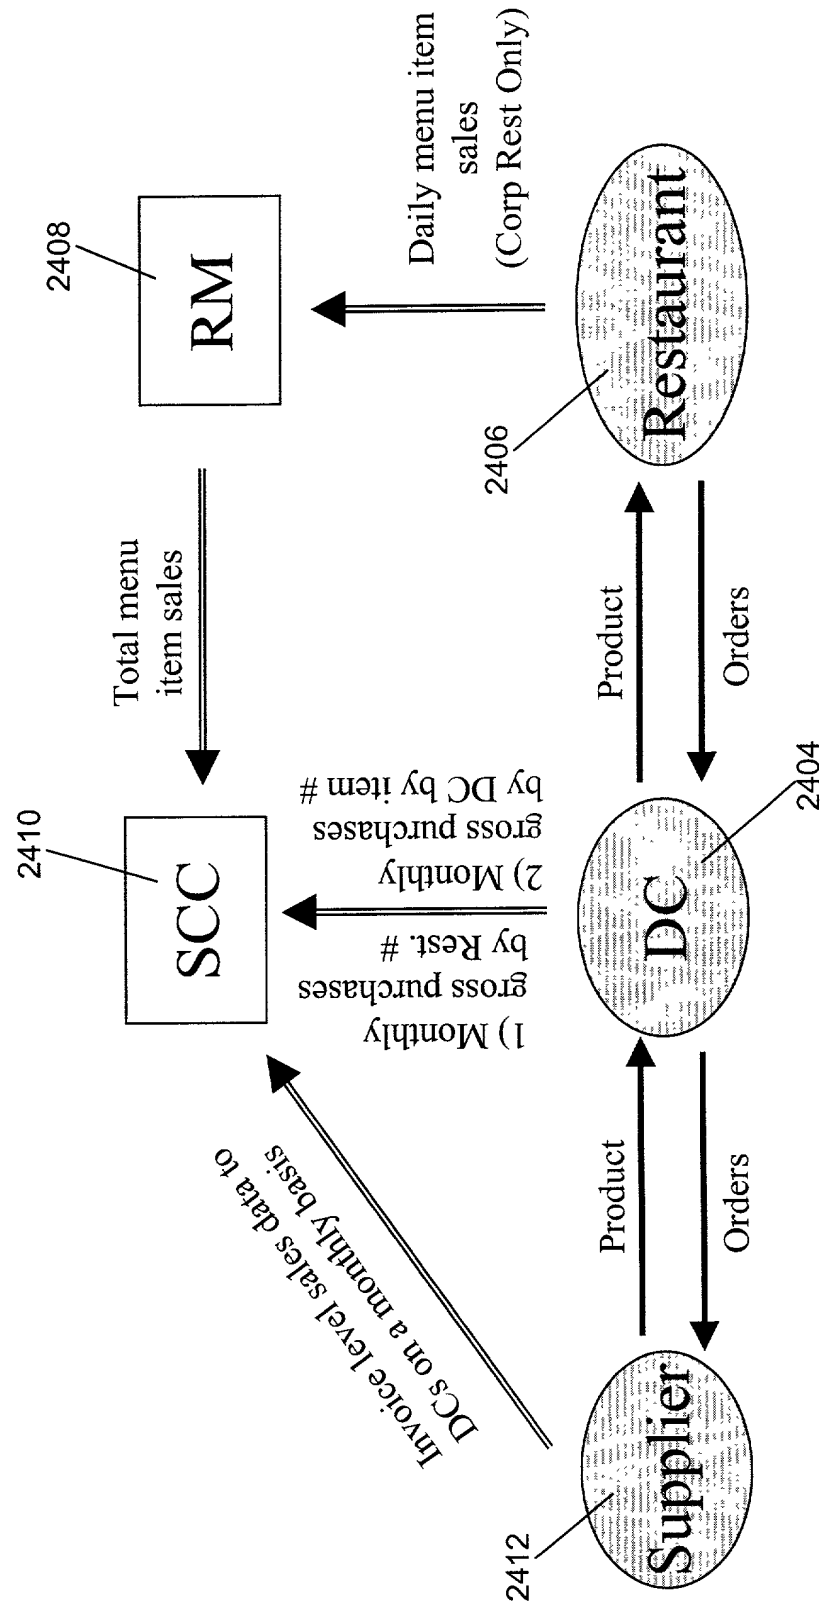 2410
SCC
Total menu
item sales
2408
RM
Invoice level sales data to
DCs on a monthly basis
1) Monthly
gross purchases
by Rest. #
2) Monthly
gross purchases
by DC by item #
Daily menu item
sales
(Corp Rest Only)
2412
Supplier
Product
Orders
DC
2404
Product
Orders
2406
Restaurant